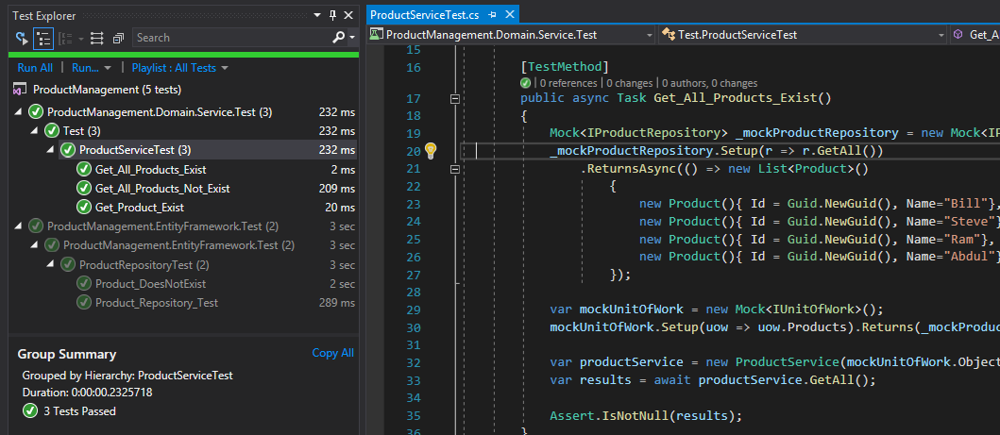 Test Explorer
Search
Run All | Run... | Playlist : All Tests
ProductManagement (5 tests)
ProductManagement.Domain.Service.Test (3) 232 ms
Test (3) 232 ms
ProductServiceTest (3) 232 ms
Get_All_Products_Exist 2 ms
Get_All_Products_Not_Exist 209 ms
Get_Product_Exist 20 ms
ProductManagement.EntityFramework.Test (2) 3 sec
ProductManagement.EntityFramework.Test (2) 3 sec
ProductRepositoryTest (2) 3 sec
Product_DoesNotExist 2 sec
Product_Repository_Test 289 ms
Group Summary Copy All
Grouped by Hierarchy: ProductServiceTest
Duration: 0:00:00.2325718
3 Tests Passed
ProductServiceTest.cs
ProductManagement.Domain.Service.Test Test.ProductServiceTest Get_Al
15
16 [TestMethod]
| 0 references | 0 changes | 0 authors, 0 changes
17 public async Task Get_All_Products_Exist()
18 {
19 Mock<IProductRepository> _mockProductRepository = new Mock<IP
20 _mockProductRepository.Setup(r => r.GetAll())
21 .ReturnsAsync(() => new List<Product>()
22 {
23 new Product(){ Id = Guid.NewGuid(), Name="Bill"},
24 new Product(){ Id = Guid.NewGuid(), Name="Steve"}
25 new Product(){ Id = Guid.NewGuid(), Name="Ram"},
26 new Product(){ Id = Guid.NewGuid(), Name="Abdul"}
27 });
28
29 var mockUnitOfWork = new Mock<IUnitOfWork>();
30 mockUnitOfWork.Setup(uow => uow.Products).Returns(_mockProduc
31
32 var productService = new ProductService(mockUnitOfWork.Object
33 var results = await productService.GetAll();
34
35 Assert.IsNotNull(results);
36 }